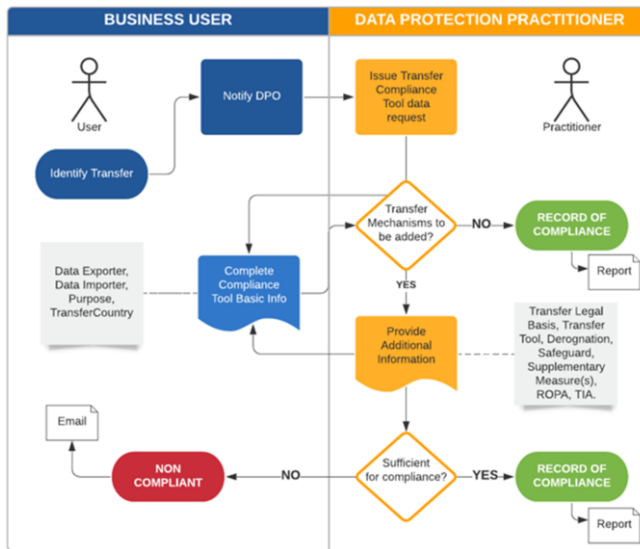 BUSINESS USER
DATA PROTECTION PRACTITIONER
User
Notify DPO
Issue Transfer
Compliance
Tool data
request
Practitioner
Identify Transfer
Transfer
Mechanisms to
be added?
NO
RECORD OF
COMPLIANCE
Report
Data Exporter,
Data Importer,
Purpose,
TransferCountry
Complete
Compliance
Tool Basic Info
YES
Provide
Additional
Information
Transfer Legal
Basis, Transfer
Tool, Derognation,
Safeguard,
Supplementary
Measure(s),
ROPA, TIA.
Email
NON
COMPLIANT
NO
Sufficient
for compliance?
YES
RECORD OF
COMPLIANCE
Report